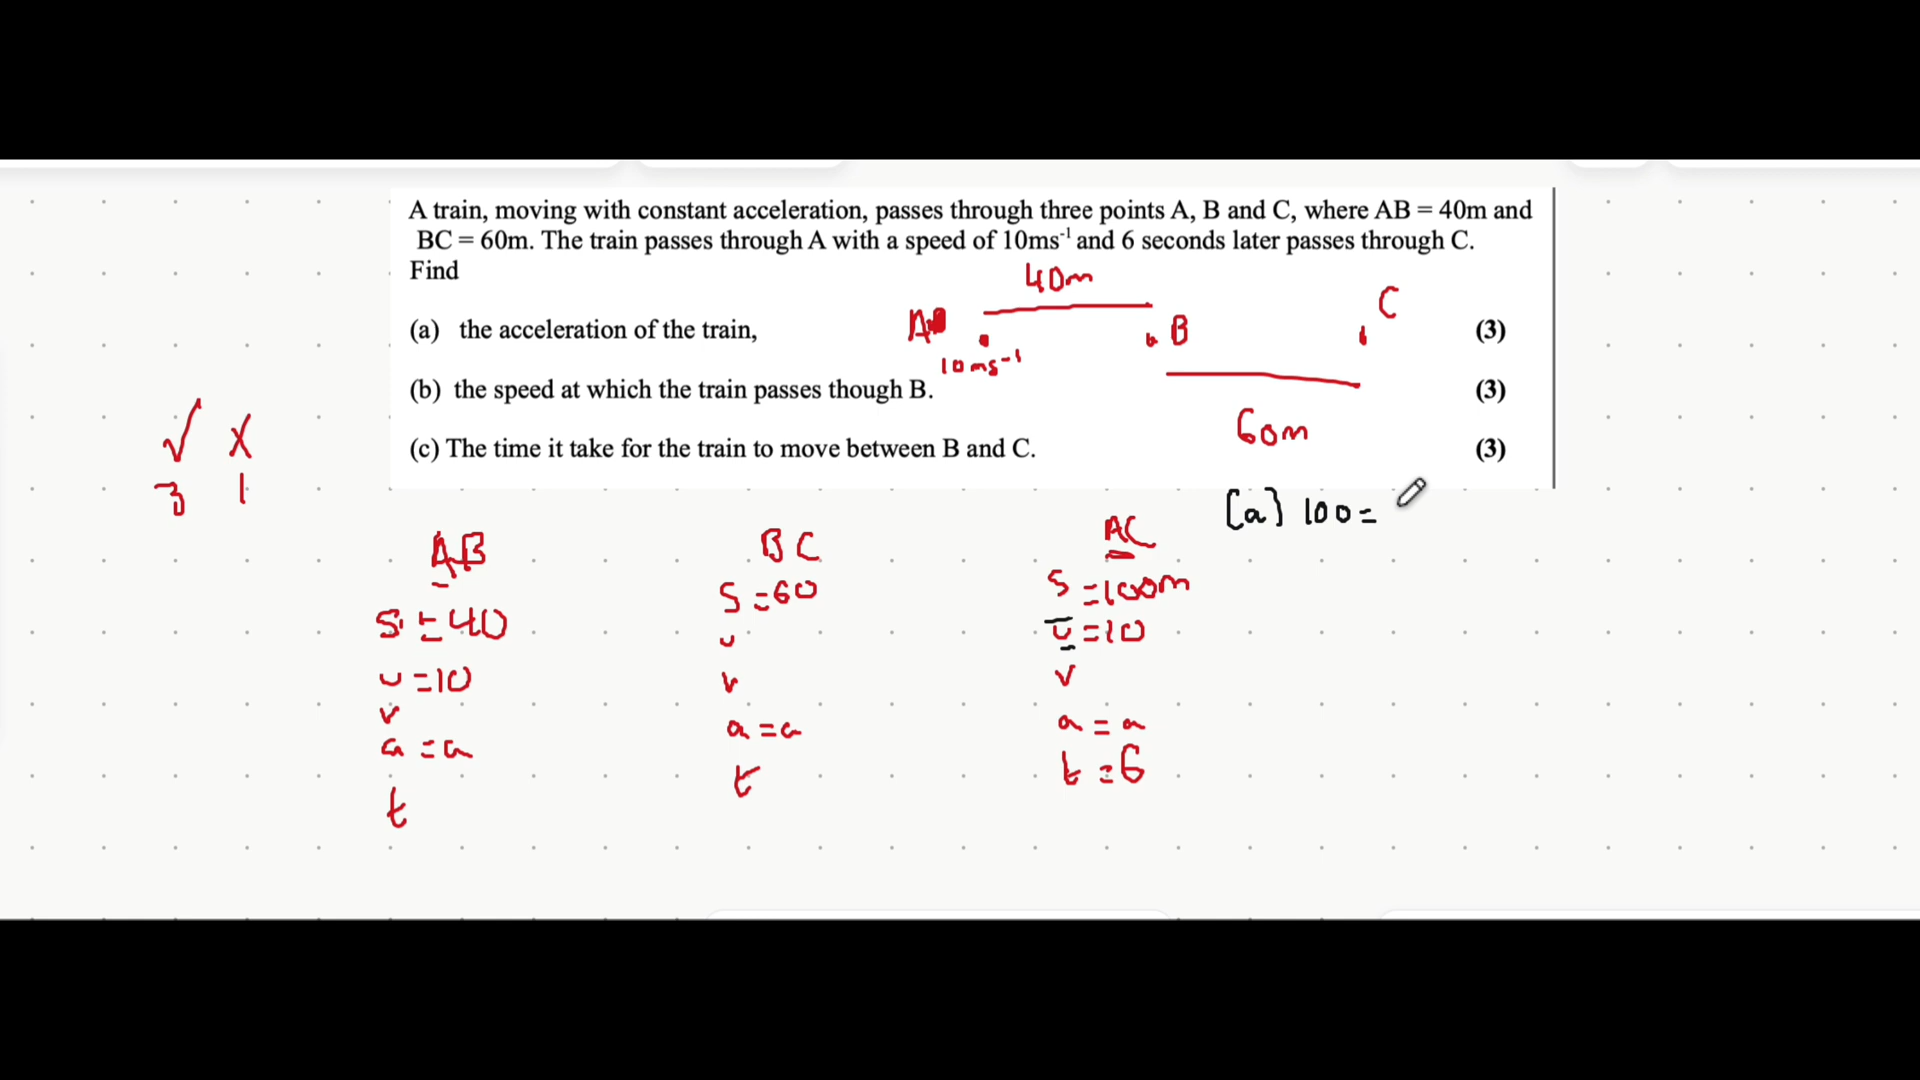 A train, moving with constant acceleration, passes through three points A, B and C, where AB = 40m and
BC = 60m. The train passes through A with a speed of 10ms⁻¹ and 6 seconds later passes through C.
Find
40m
C
(a) the acceleration of the train,
A
B
(3)
10ms⁻¹
(b) the speed at which the train passes though B.
(3)
60m
(c) The time it take for the train to move between B and C.
(3)
√ X
3 1
[a] 100=
AB
s = 40
u = 10
v
a = a
t
BC
S = 60
u
v
a = a
t
AC
s = 100m
u = 10
v
a = a
t = 6